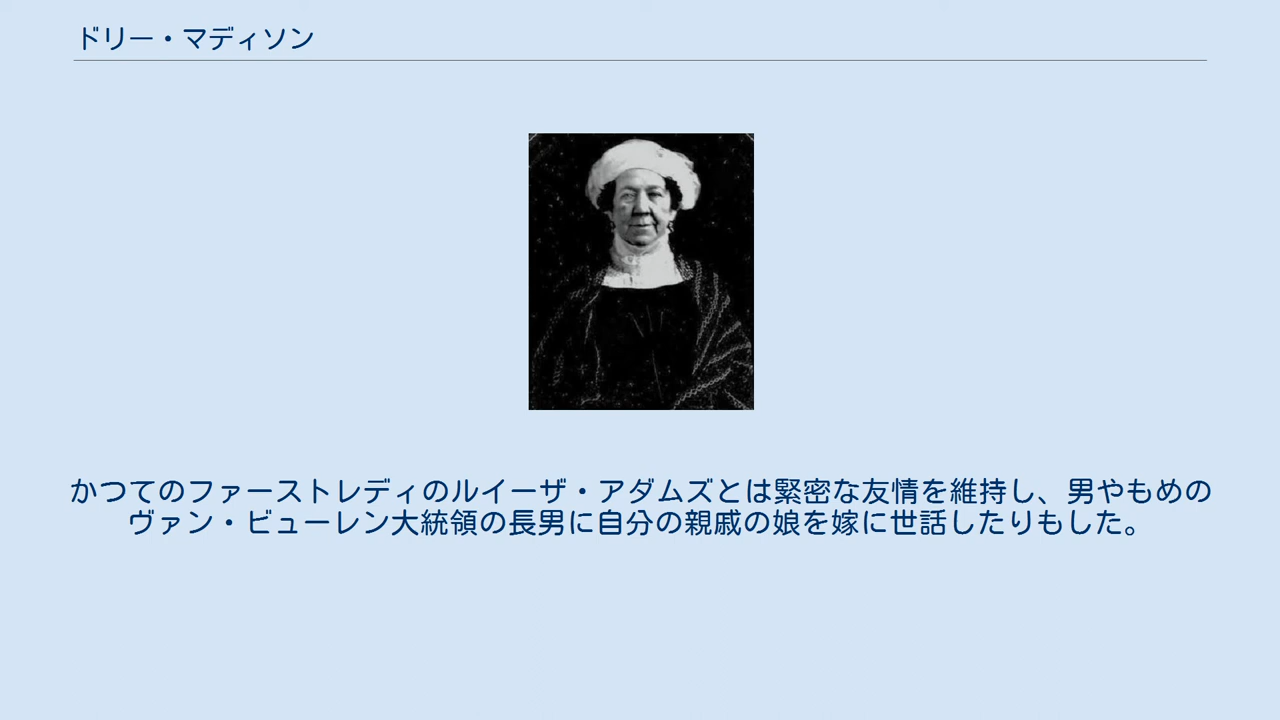 ドリー・マディソン
かつてのファーストレディのルイーザ・アダムズとは緊密な友情を維持し、男やもめの
ヴァン・ビューレン大統領の長男に自分の親戚の娘を嫁に世話したりもした。